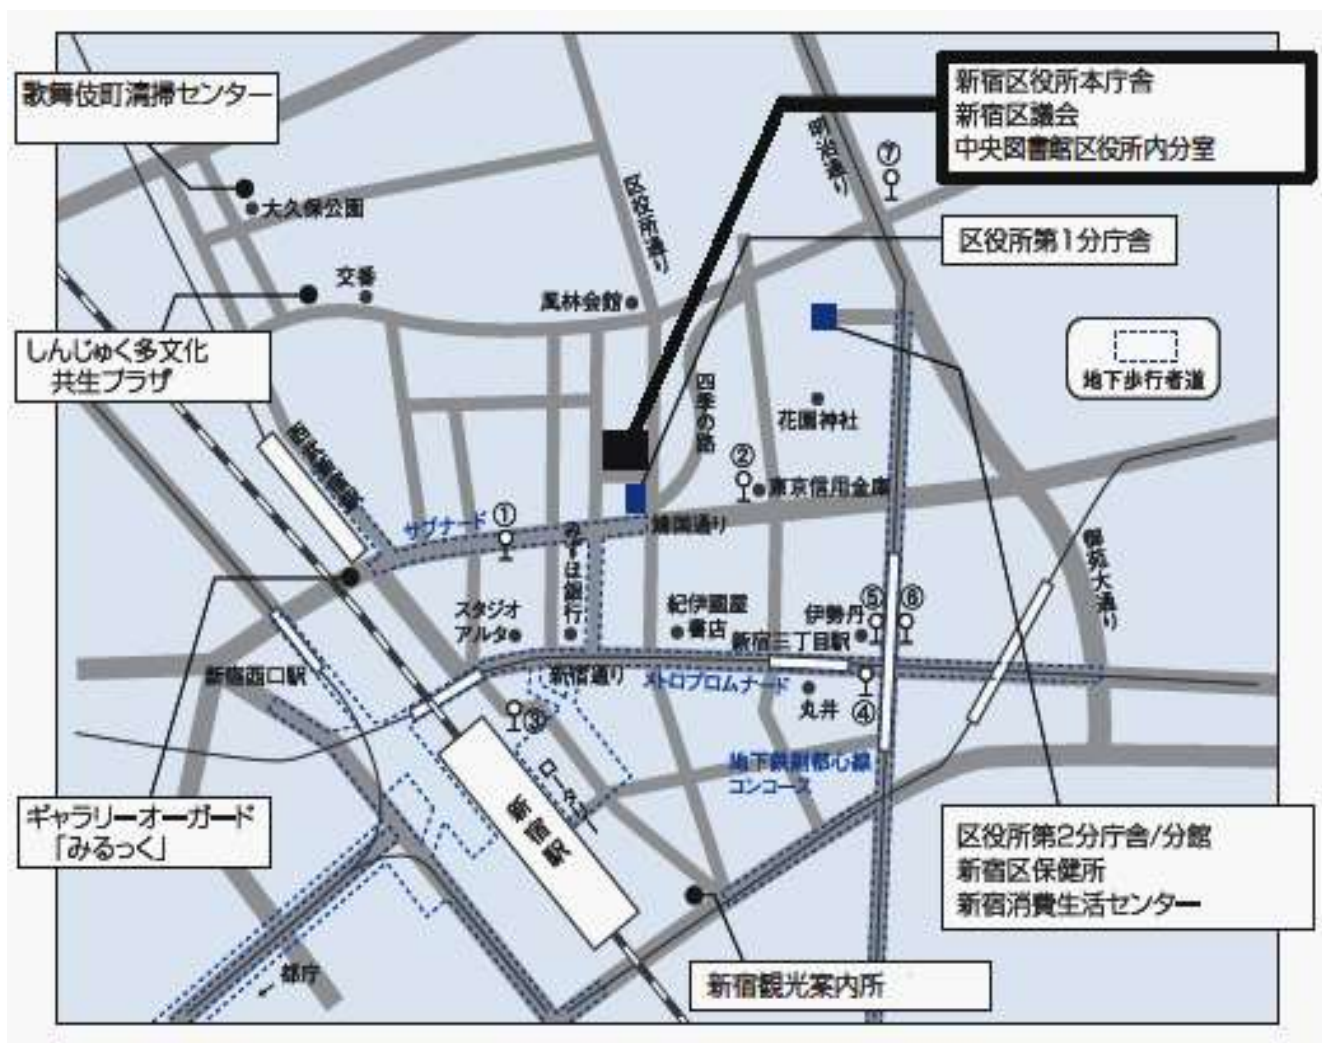 歌舞伎町清掃センター
新宿区役所本庁舎
新宿区議会
中央図書館区役所内分室
明治通り
⑦
区役所通り
大久保公園
区役所第1分庁舎
交番
風林会館
しんじゅく多文化
共生プラザ
地下歩行者道
四季の路
花園神社
西武新宿駅
②
東京信用金庫
サブナード
①
靖国通り
みずほ銀行
御苑大通り
スタジオ
アルタ
紀伊國屋
書店
伊勢丹
⑤
⑥
新宿三丁目駅
新宿西口駅
新宿通り
メトロプロムナード
③
丸井
④
地下鉄副都心線
コンコース
新宿駅
ギャラリーオーガード
「みるっく」
区役所第2分庁舎/分館
新宿区保健所
新宿消費生活センター
都庁
新宿観光案内所